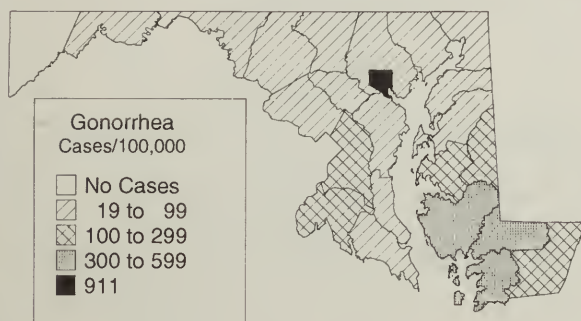 Gonorrhea
Cases/100,000
No Cases
19 to 99
100 to 299
300 to 599
911